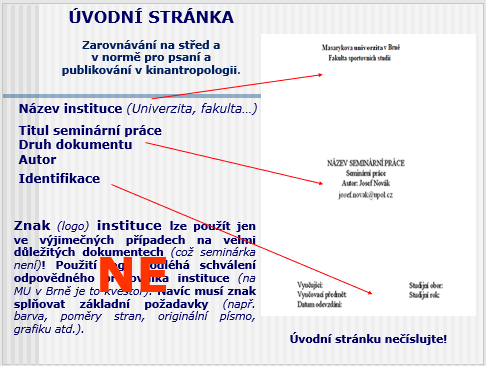 ÚVODNÍ STRÁNKA
Zarovnávání na střed a
v normě pro psaní a
publikování v kinantropologii.
Název instituce (Univerzita, fakulta…)
Titul seminární práce
Druh dokumentu
Autor
Identifikace
Znak (logo) instituce lze použít jen
ve výjimečných případech na velmi
důležitých dokumentech (což seminárka
není)! Použití podléhá schválení
odpovědného instituce (na
MU v Brně je to kvestor). Navíc musí znak
splňovat základní požadavky (např.
barva, poměry stran, originální písmo,
grafiku atd.).
NE
Masarykova univerzita v Brně
Fakulta sportovních studií
NÁZEV SEMINÁRNÍ PRÁCE
Seminární práce
Autor: Josef Novák
josef.novak@upol.cz
Vyučující:
Vyučovaný předmět:
Datum odevzdání:
Studijní obor:
Studijní rok:
Úvodní stránku nečíslujte!